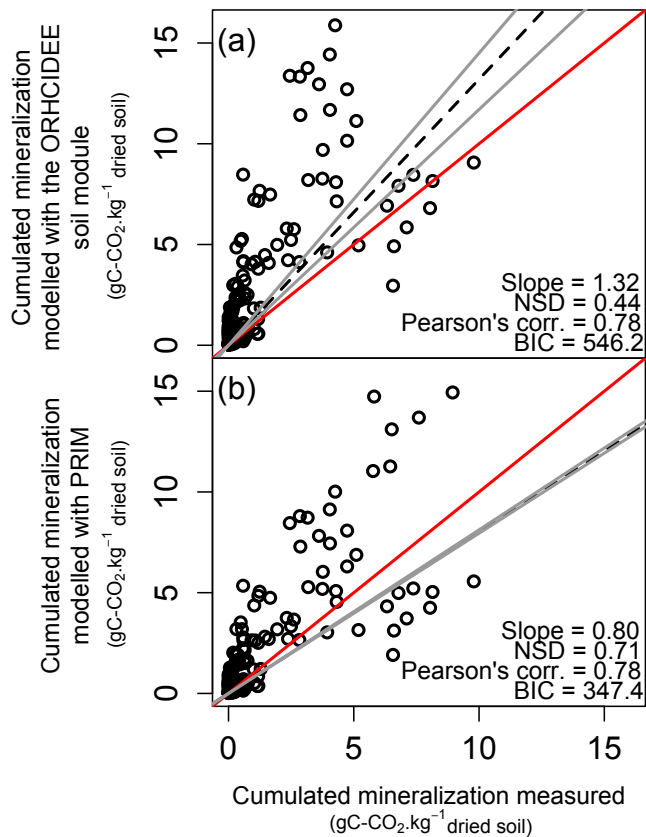 (a)
15
10
5
0
Cumulated mineralization
modelled with the ORHCIDEE
soil module
(gC-CO₂.kg⁻¹ dried soil)
Slope = 1.32
NSD = 0.44
Pearson's corr. = 0.78
BIC = 546.2
(b)
15
10
5
0
Cumulated mineralization
modelled with PRIM
(gC-CO₂.kg⁻¹ dried soil)
Slope = 0.80
NSD = 0.71
Pearson's corr. = 0.78
BIC = 347.4
0 5 10 15
Cumulated mineralization measured
(gC-CO₂.kg⁻¹dried soil)